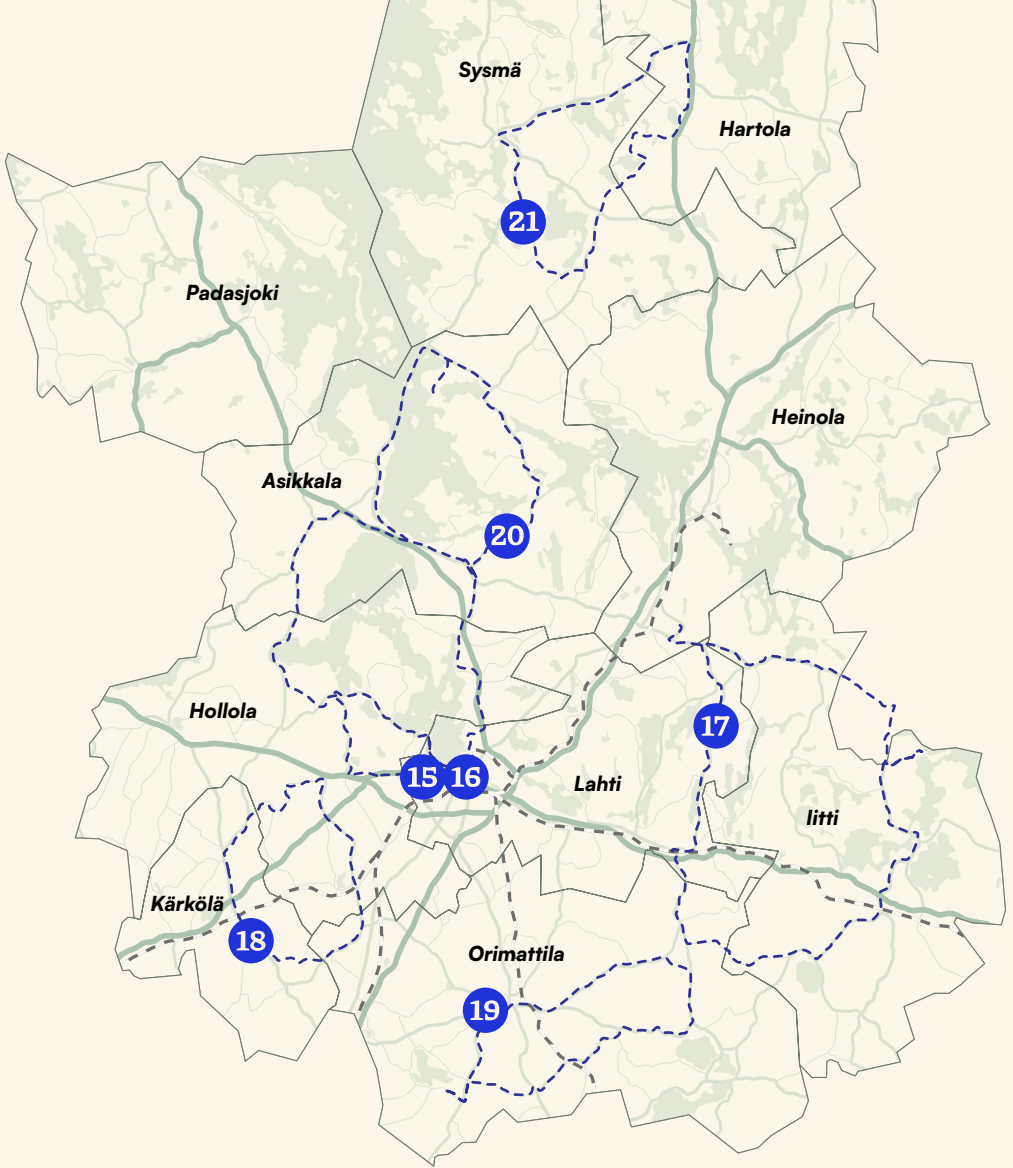 Sysmä
Hartola
21
Padasjoki
Heinola
Asikkala
20
Hollola
17
15
16
Lahti
Iitti
Kärkölä
18
Orimattila
19